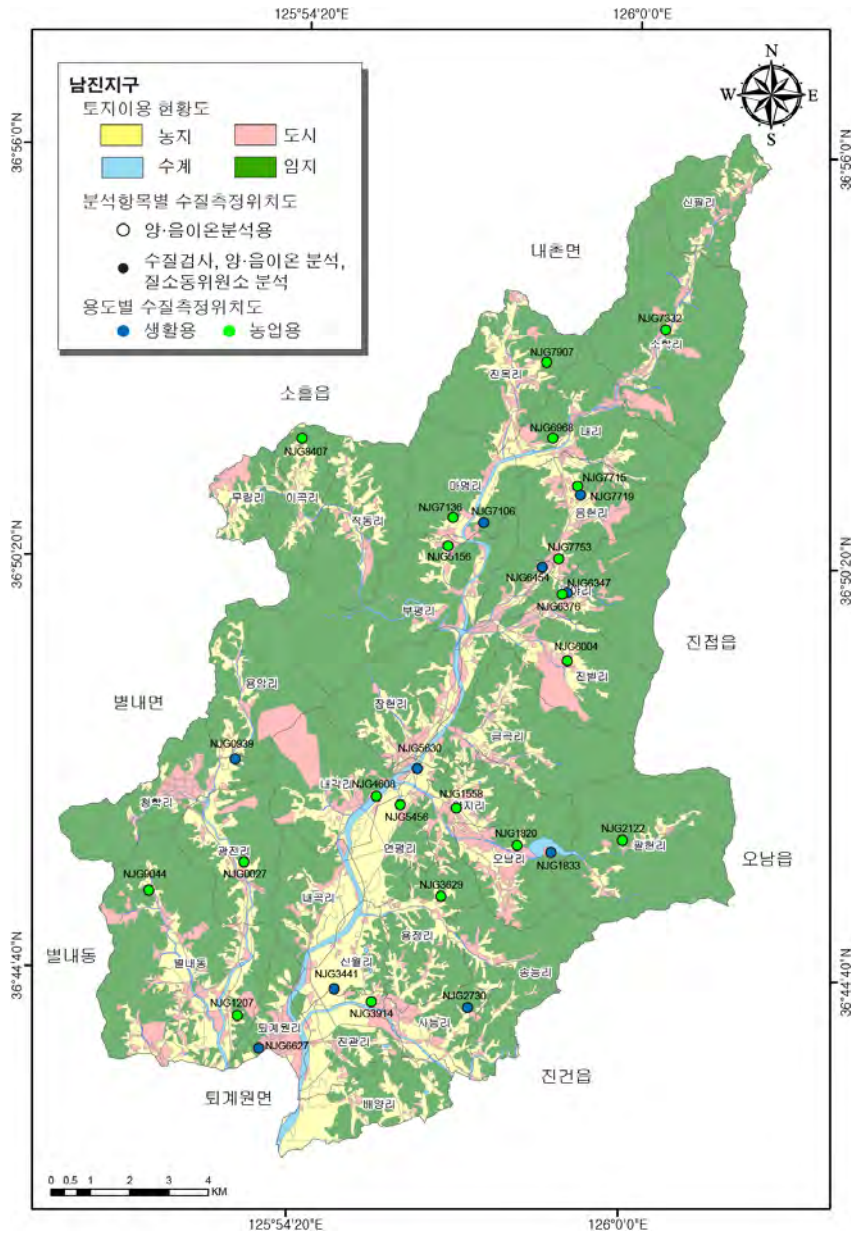 125°54'20"E
126°0'0"E
남진지구
토지이용 현황도
농지
도시
수계
임지
분석항목별 수질측정위치도
양·음이온분석용
수질검사, 양·음이온 분석,
질소동위원소 분석
용도별 수질측정위치도
생활용
농업용
N
W
E
S
36°56'0"N
36°56'0"N
신팔리
내촌면
NJG7332
소학리
NJG7907
진목리
소흘읍
NJG8407
NJG6968
내리
무림리
이곡리
직동리
마명리
NJG7715
NJG7719
음현리
NJG7136
NJG7106
NJG5156
36°50'20"N
36°50'20"N
NJG7753
NJG6454
NJG6347
NJG6376
부평리
NJG6004
진벌리
진접읍
별내면
용암리
장현리
금곡리
NJG0939
NJG5630
내각리
NJG4608
NJG5456
NJG1558
청학리
연평리
NJG1820
오남리
NJG1833
NJG2122
팔현리
오남읍
광전리
NJG0027
NJG9044
내곡리
NJG3629
용정리
별내동
별내동
신월리
송능리
36°44'40"N
36°44'40"N
NJG3441
NJG3914
NJG2730
사능리
NJG1207
퇴계원리
NJG6627
진관리
진건읍
퇴계원면
배양리
0 0.5 1 2 3 4
KM
125°54'20"E
126°0'0"E